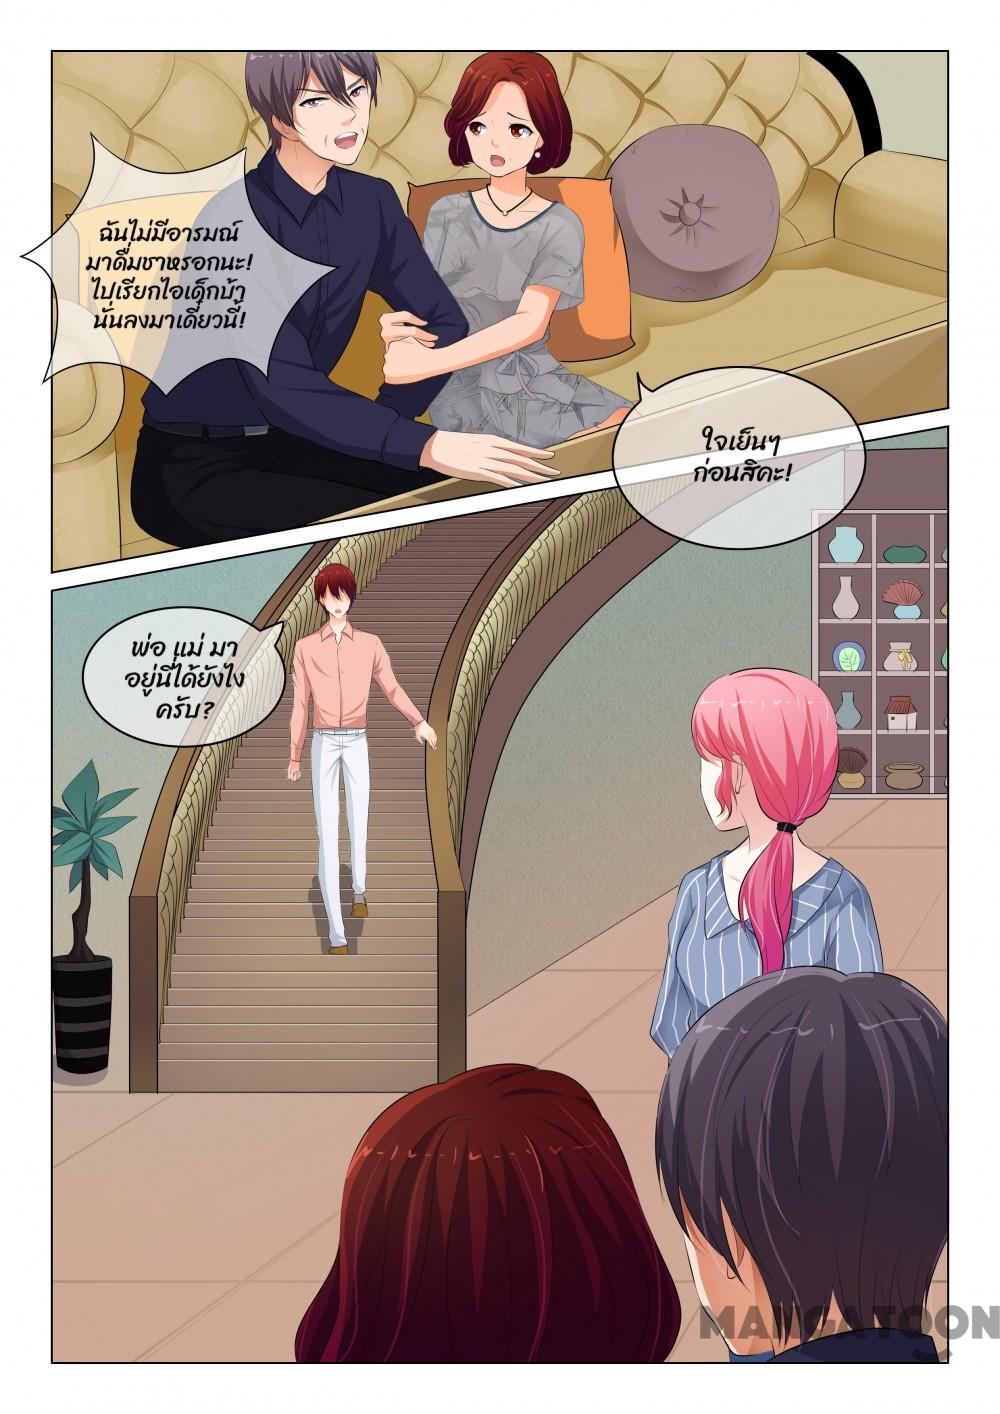 ฉันไม่มีอารมณ์
มาดื่มชาหรอกนะ!
ไปเรียกไอเด็กบ้า
นั่นลงมาเดี๋ยวนี้!
ใจเย็นๆ
ก่อนสิคะ!
พ่อ แม่ มา
อยู่นี่ได้ยังไง
ครับ?
MANGATOON